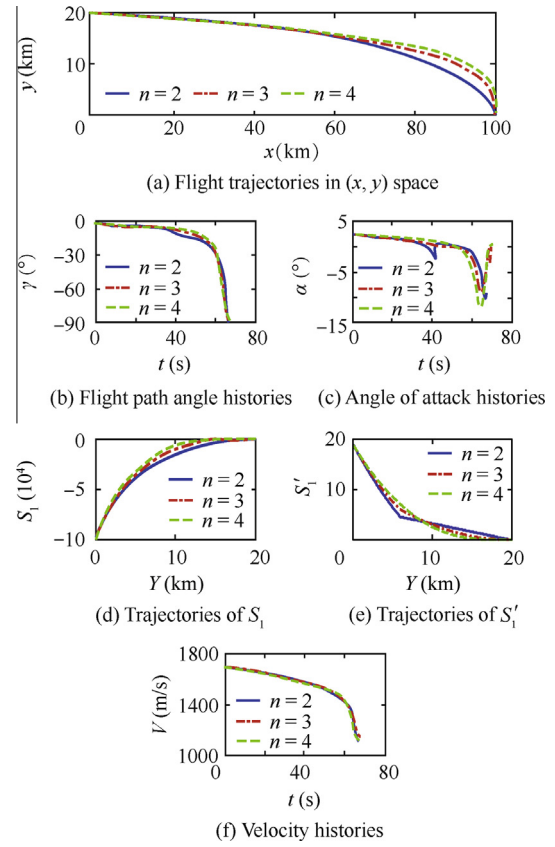 20
10
0
y (km)
n = 2 n = 3 n = 4
20 40 60 80 100
x (km)
(a) Flight trajectories in (x, y) space
0
−30
−60
−90
γ (°)
n = 2
n = 3
n = 4
0 40 80
t (s)
(b) Flight path angle histories
5
0
−5
−15
α (°)
n = 2
n = 3
n = 4
0 40 80
t (s)
(c) Angle of attack histories
0
−5
−10
S₁ (10⁴)
n = 2
n = 3
n = 4
0 10 20
Y (km)
(d) Trajectories of S₁
20
10
0
S₁′
n = 2
n = 3
n = 4
10 20
Y (km)
(e) Trajectories of S₁′
1800
1400
1000
V (m/s)
n = 2
n = 3
n = 4
0 40 80
t (s)
(f) Velocity histories